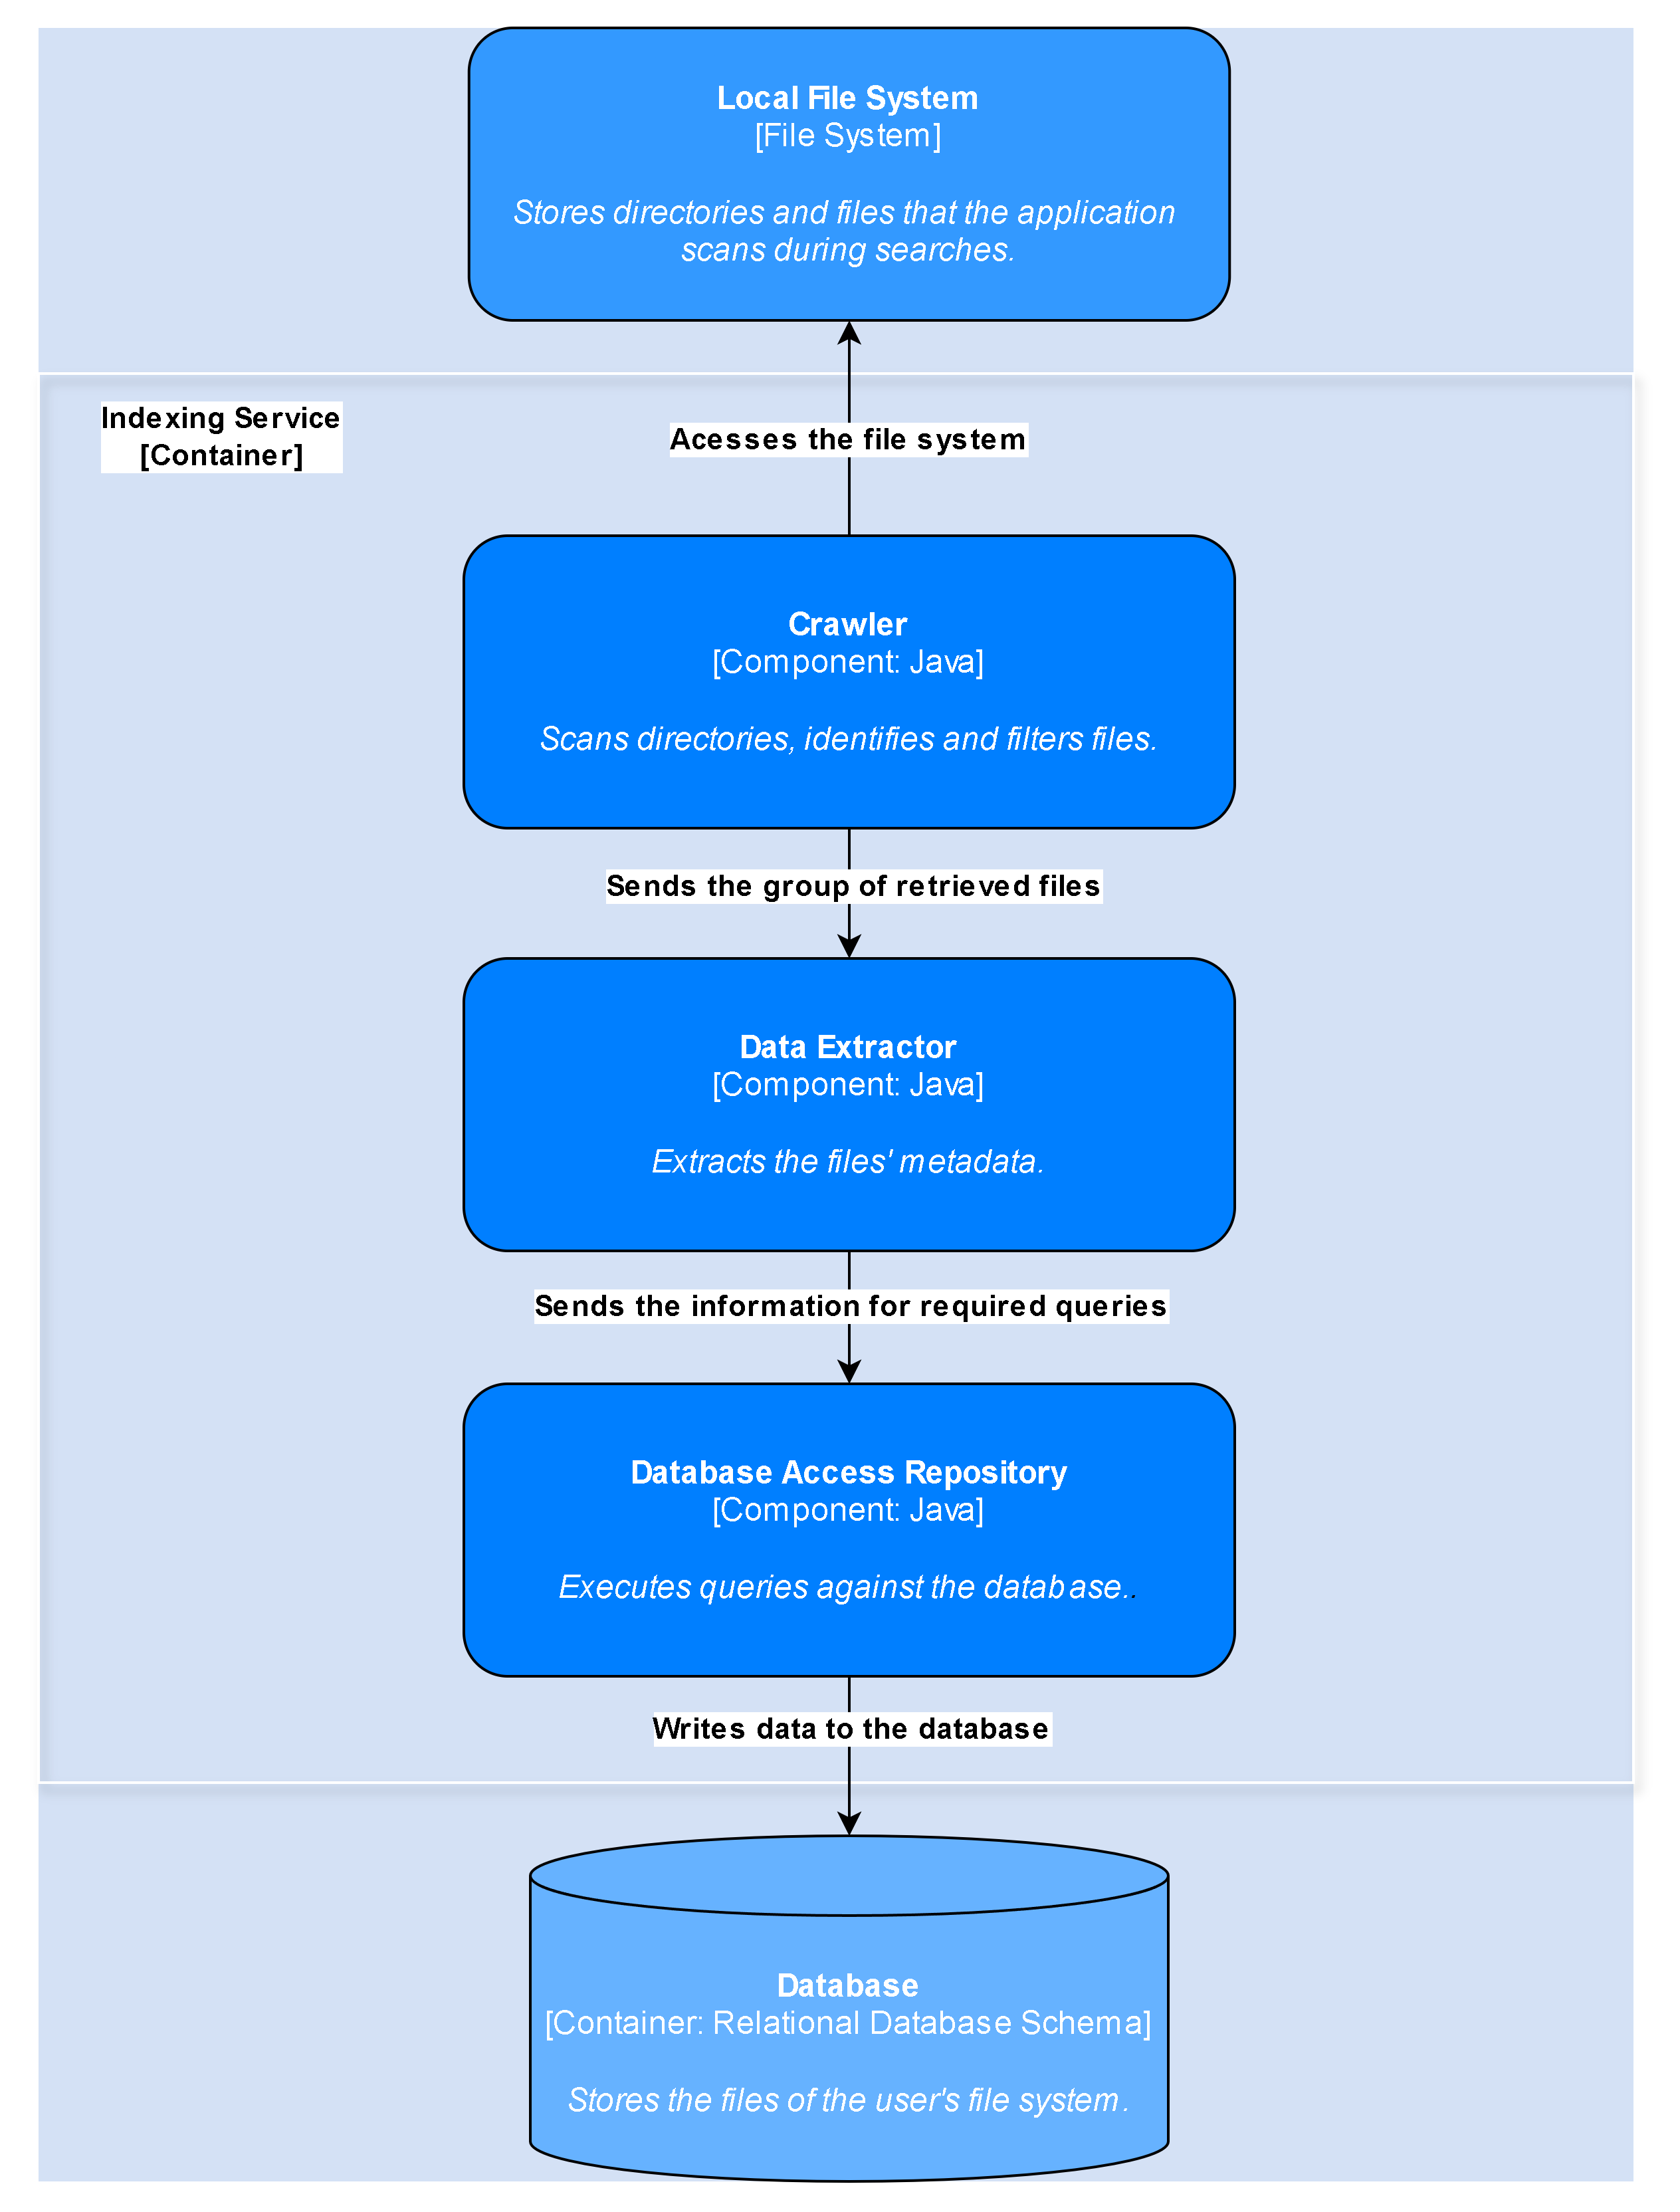 Local File System
[File System]
Stores directories and files that the application
scans during searches.
Indexing Service
[Container]
Acesses the file system
Crawler
[Component: Java]
Scans directories, identifies and filters files.
Sends the group of retrieved files
Data Extractor
[Component: Java]
Extracts the files' metadata.
Sends the information for required queries
Database Access Repository
[Component: Java]
Executes queries against the database..
Writes data to the database
Database
[Container: Relational Database Schema]
Stores the files of the user's file system.